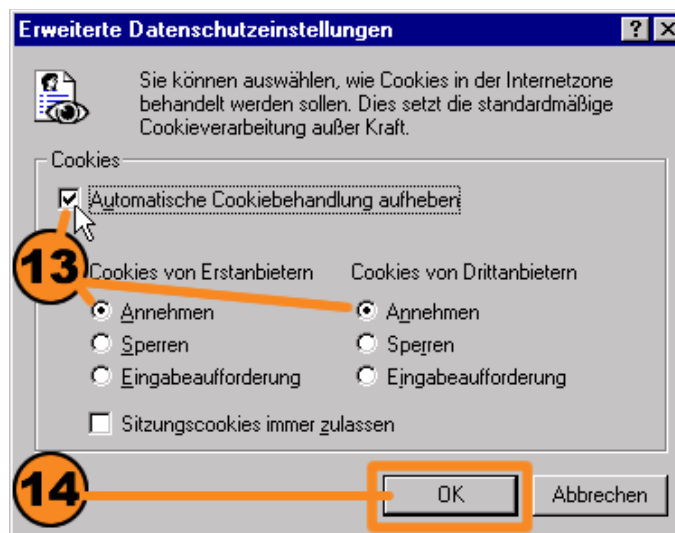 Erweiterte Datenschutzeinstellungen
Sie können auswählen, wie Cookies in der Internetzone
behandelt werden sollen. Dies setzt die standardmäßige
Cookieverarbeitung außer Kraft.
Cookies
Automatische Cookiebehandlung aufheben
13
Cookies von Erstanbietern Cookies von Drittanbietern
Annehmen Annehmen
Sperren Sperren
Eingabeaufforderung Eingabeaufforderung
Sitzungscookies immer zulassen
14 OK Abbrechen